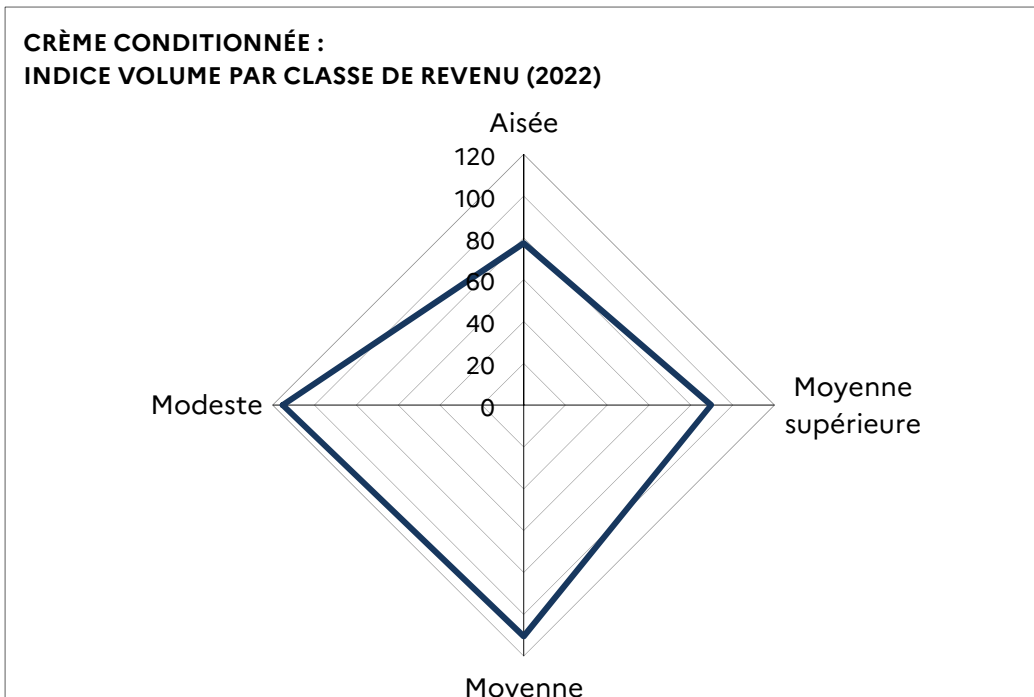 CRÈME CONDITIONNÉE :
INDICE VOLUME PAR CLASSE DE REVENU (2022)
Aisée
120
100
80
60
40
20
0
Modeste
Moyenne
supérieure
Moyenne